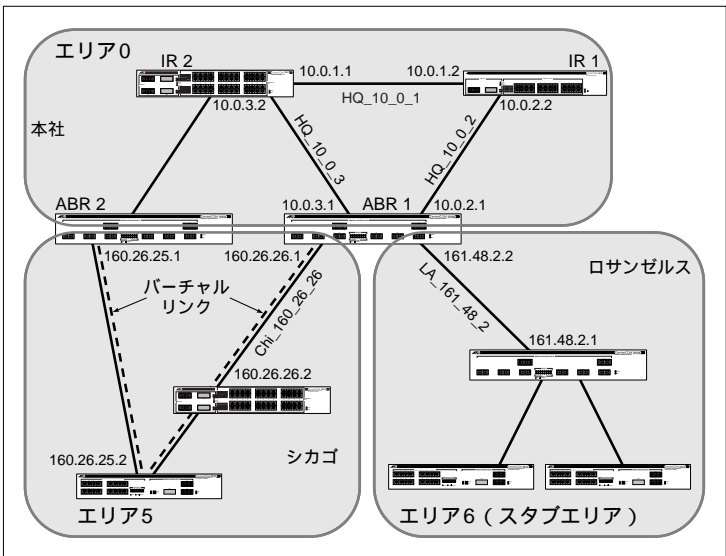 エリア0
IR 2
IR 1
10.0.1.1
10.0.1.2
HQ_10_0_1
10.0.3.2
10.0.2.2
本社
HQ_10_0_3
HQ_10_0_2
ABR 2
10.0.3.1
ABR 1
10.0.2.1
160.26.25.1
160.26.26.1
161.48.2.2
バーチャル
リンク
Chi_160_26_26
LA_161_48_2
ロサンゼルス
161.48.2.1
160.26.26.2
160.26.25.2
シカゴ
エリア5
エリア6（スタブエリア）